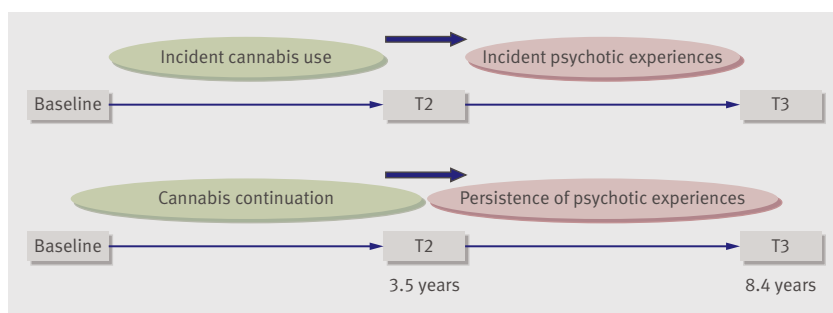 Incident cannabis use
Incident psychotic experiences
Baseline
T2
T3
Cannabis continuation
Persistence of psychotic experiences
Baseline
T2
T3
3.5 years
8.4 years